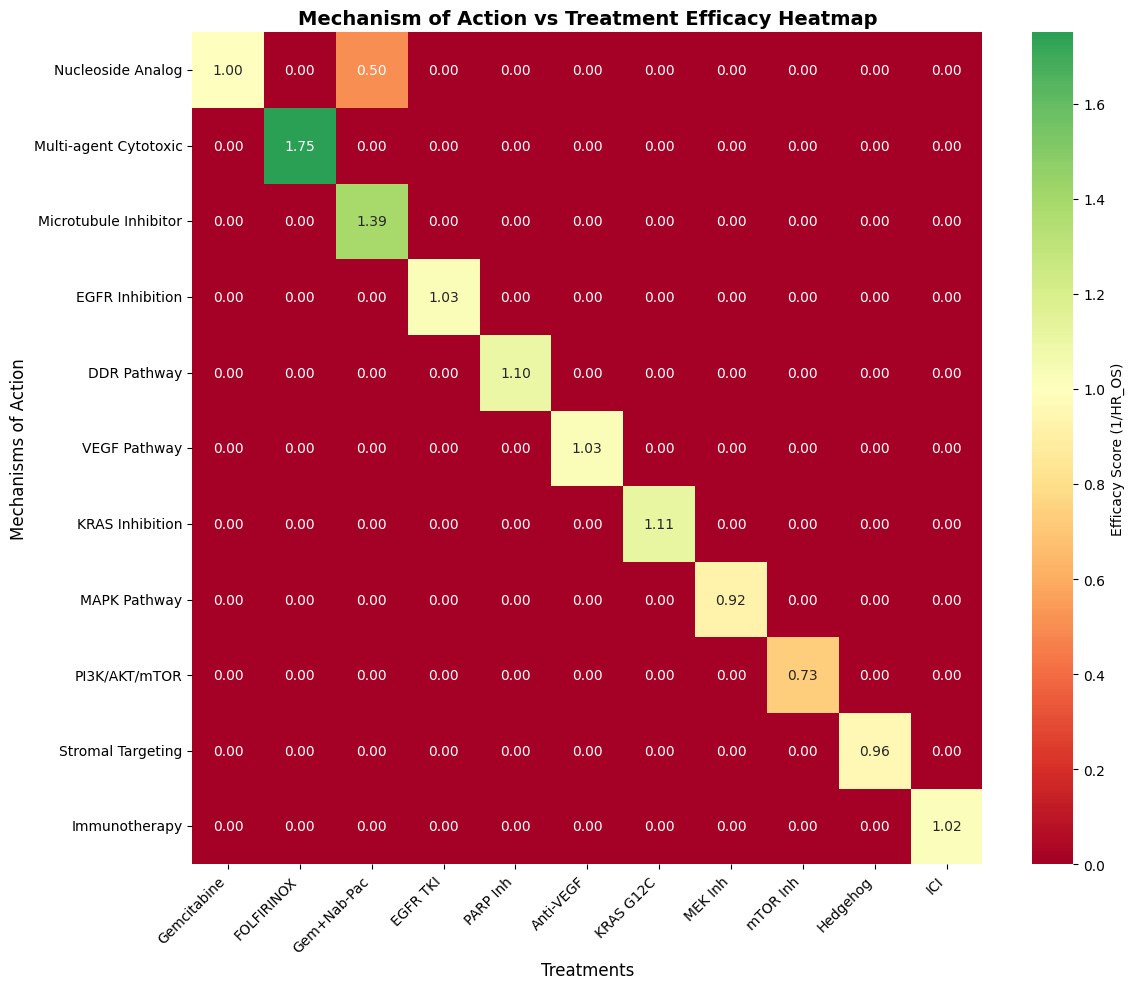 Mechanism of Action vs Treatment Efficacy Heatmap
Mechanisms of Action
Nucleoside Analog 1.00 0.00 0.50 0.00 0.00 0.00 0.00 0.00 0.00 0.00 0.00
Multi-agent Cytotoxic 0.00 1.75 0.00 0.00 0.00 0.00 0.00 0.00 0.00 0.00 0.00
Microtubule Inhibitor 0.00 0.00 1.39 0.00 0.00 0.00 0.00 0.00 0.00 0.00 0.00
EGFR Inhibition 0.00 0.00 0.00 1.03 0.00 0.00 0.00 0.00 0.00 0.00 0.00
DDR Pathway 0.00 0.00 0.00 0.00 1.10 0.00 0.00 0.00 0.00 0.00 0.00
VEGF Pathway 0.00 0.00 0.00 0.00 0.00 1.03 0.00 0.00 0.00 0.00 0.00
KRAS Inhibition 0.00 0.00 0.00 0.00 0.00 0.00 1.11 0.00 0.00 0.00 0.00
MAPK Pathway 0.00 0.00 0.00 0.00 0.00 0.00 0.00 0.92 0.00 0.00 0.00
PI3K/AKT/mTOR 0.00 0.00 0.00 0.00 0.00 0.00 0.00 0.00 0.73 0.00 0.00
Stromal Targeting 0.00 0.00 0.00 0.00 0.00 0.00 0.00 0.00 0.00 0.96 0.00
Immunotherapy 0.00 0.00 0.00 0.00 0.00 0.00 0.00 0.00 0.00 0.00 1.02
Gemcitabine FOLFIRINOX Gem+Nab-Pac EGFR TKI PARP Inh Anti-VEGF KRAS G12C MEK Inh mTOR Inh Hedgehog ICI
Treatments
1.6
1.4
1.2
1.0
0.8
0.6
0.4
0.2
0.0
Efficacy Score (1/HR_OS)